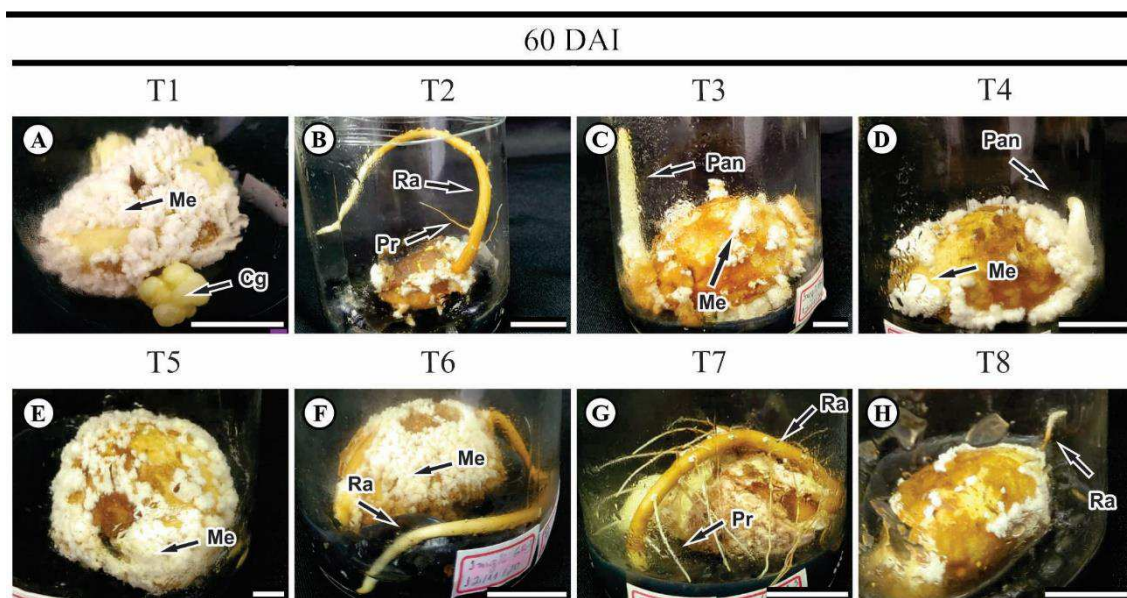 60 DAI
T1 T2 T3 T4
A Me Cg
B Ra Pr
C Pan Me
D Pan Me
T5 T6 T7 T8
E Me
F Me Ra
G Ra Pr
H Ra